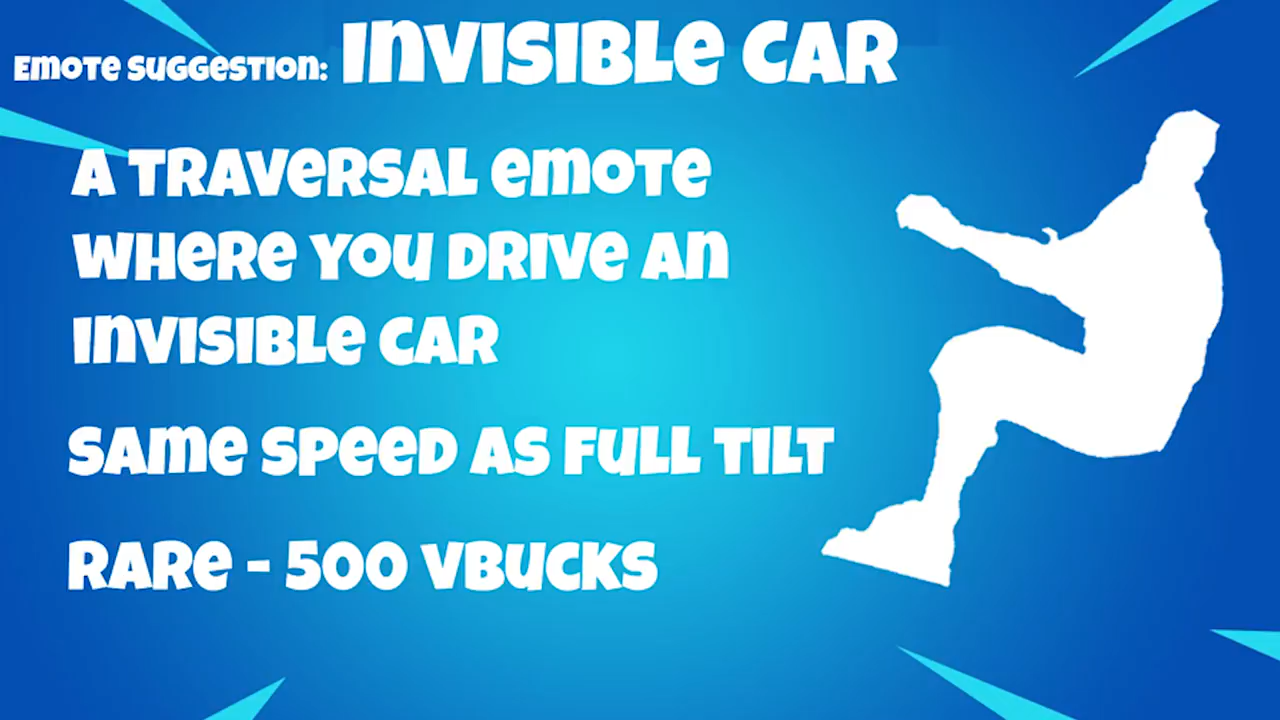 Emote Suggestion: Invisible Car
A traversal emote
where you drive an
invisible car
Same speed as Full Tilt
Rare - 500 vbucks